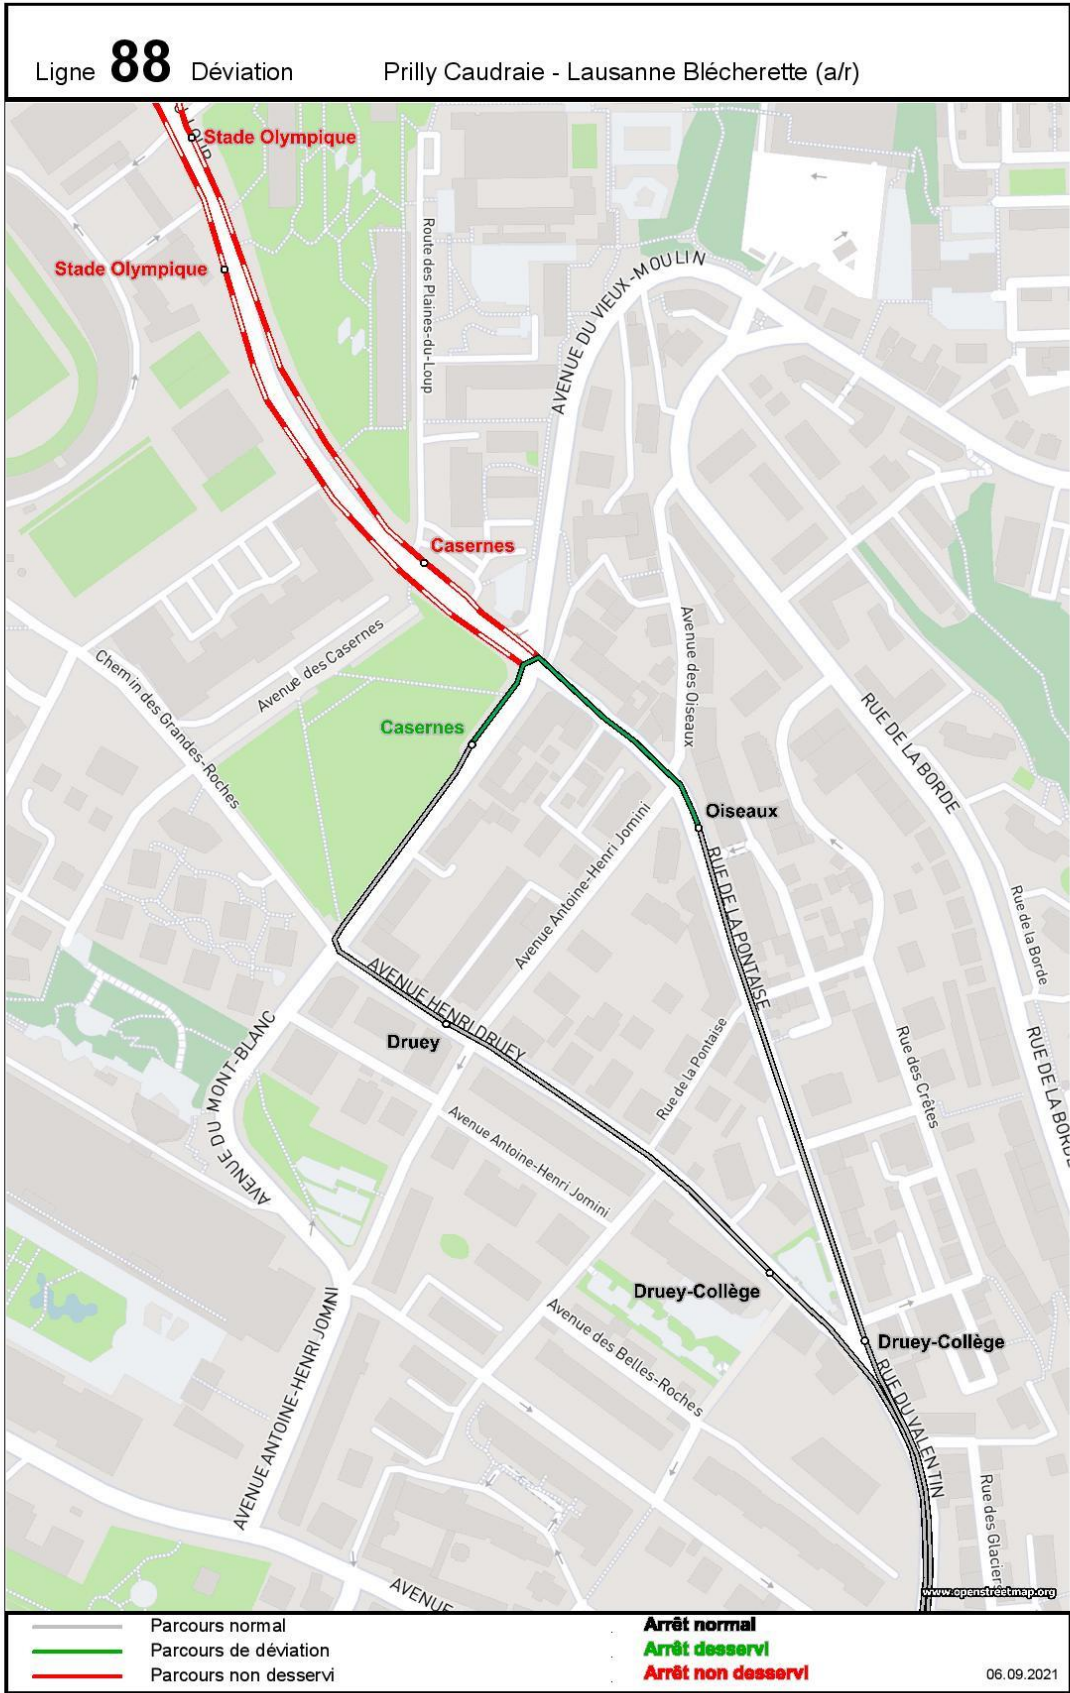 Ligne 88 Déviation Prilly Caudraie - Lausanne Blécherette (a/r)
Stade Olympique
Stade Olympique
Route des Plaines-du-Loup
AVENUE DU VIEUX-MOULIN
Casernes
Avenue des Casernes
Chemin des Grandes-Roches
Avenue des Oiseaux
RUE DE LA BORDE
Casernes
Oiseaux
Avenue Antoine-Henri Jomini
RUE DE LA PONTAISE
Rue de la Borde
AVENUE HENRI DRUEY
Druey
AVENUE DU MONT-BLANC
Rue de la Pontaise
Rue des Crêtes
RUE DE LA BORDE
Avenue Antoine-Henri Jomini
Druey-Collège
Druey-Collège
Avenue des Belles-Roches
AVENUE ANTOINE-HENRI JOMINI
RUE DU VALENTIN
Rue des Glaciers
AVENUE
www.openstreetmap.org
Parcours normal Arrêt normal
Parcours de déviation Arrêt desservi
Parcours non desservi Arrêt non desservi 06.09.2021